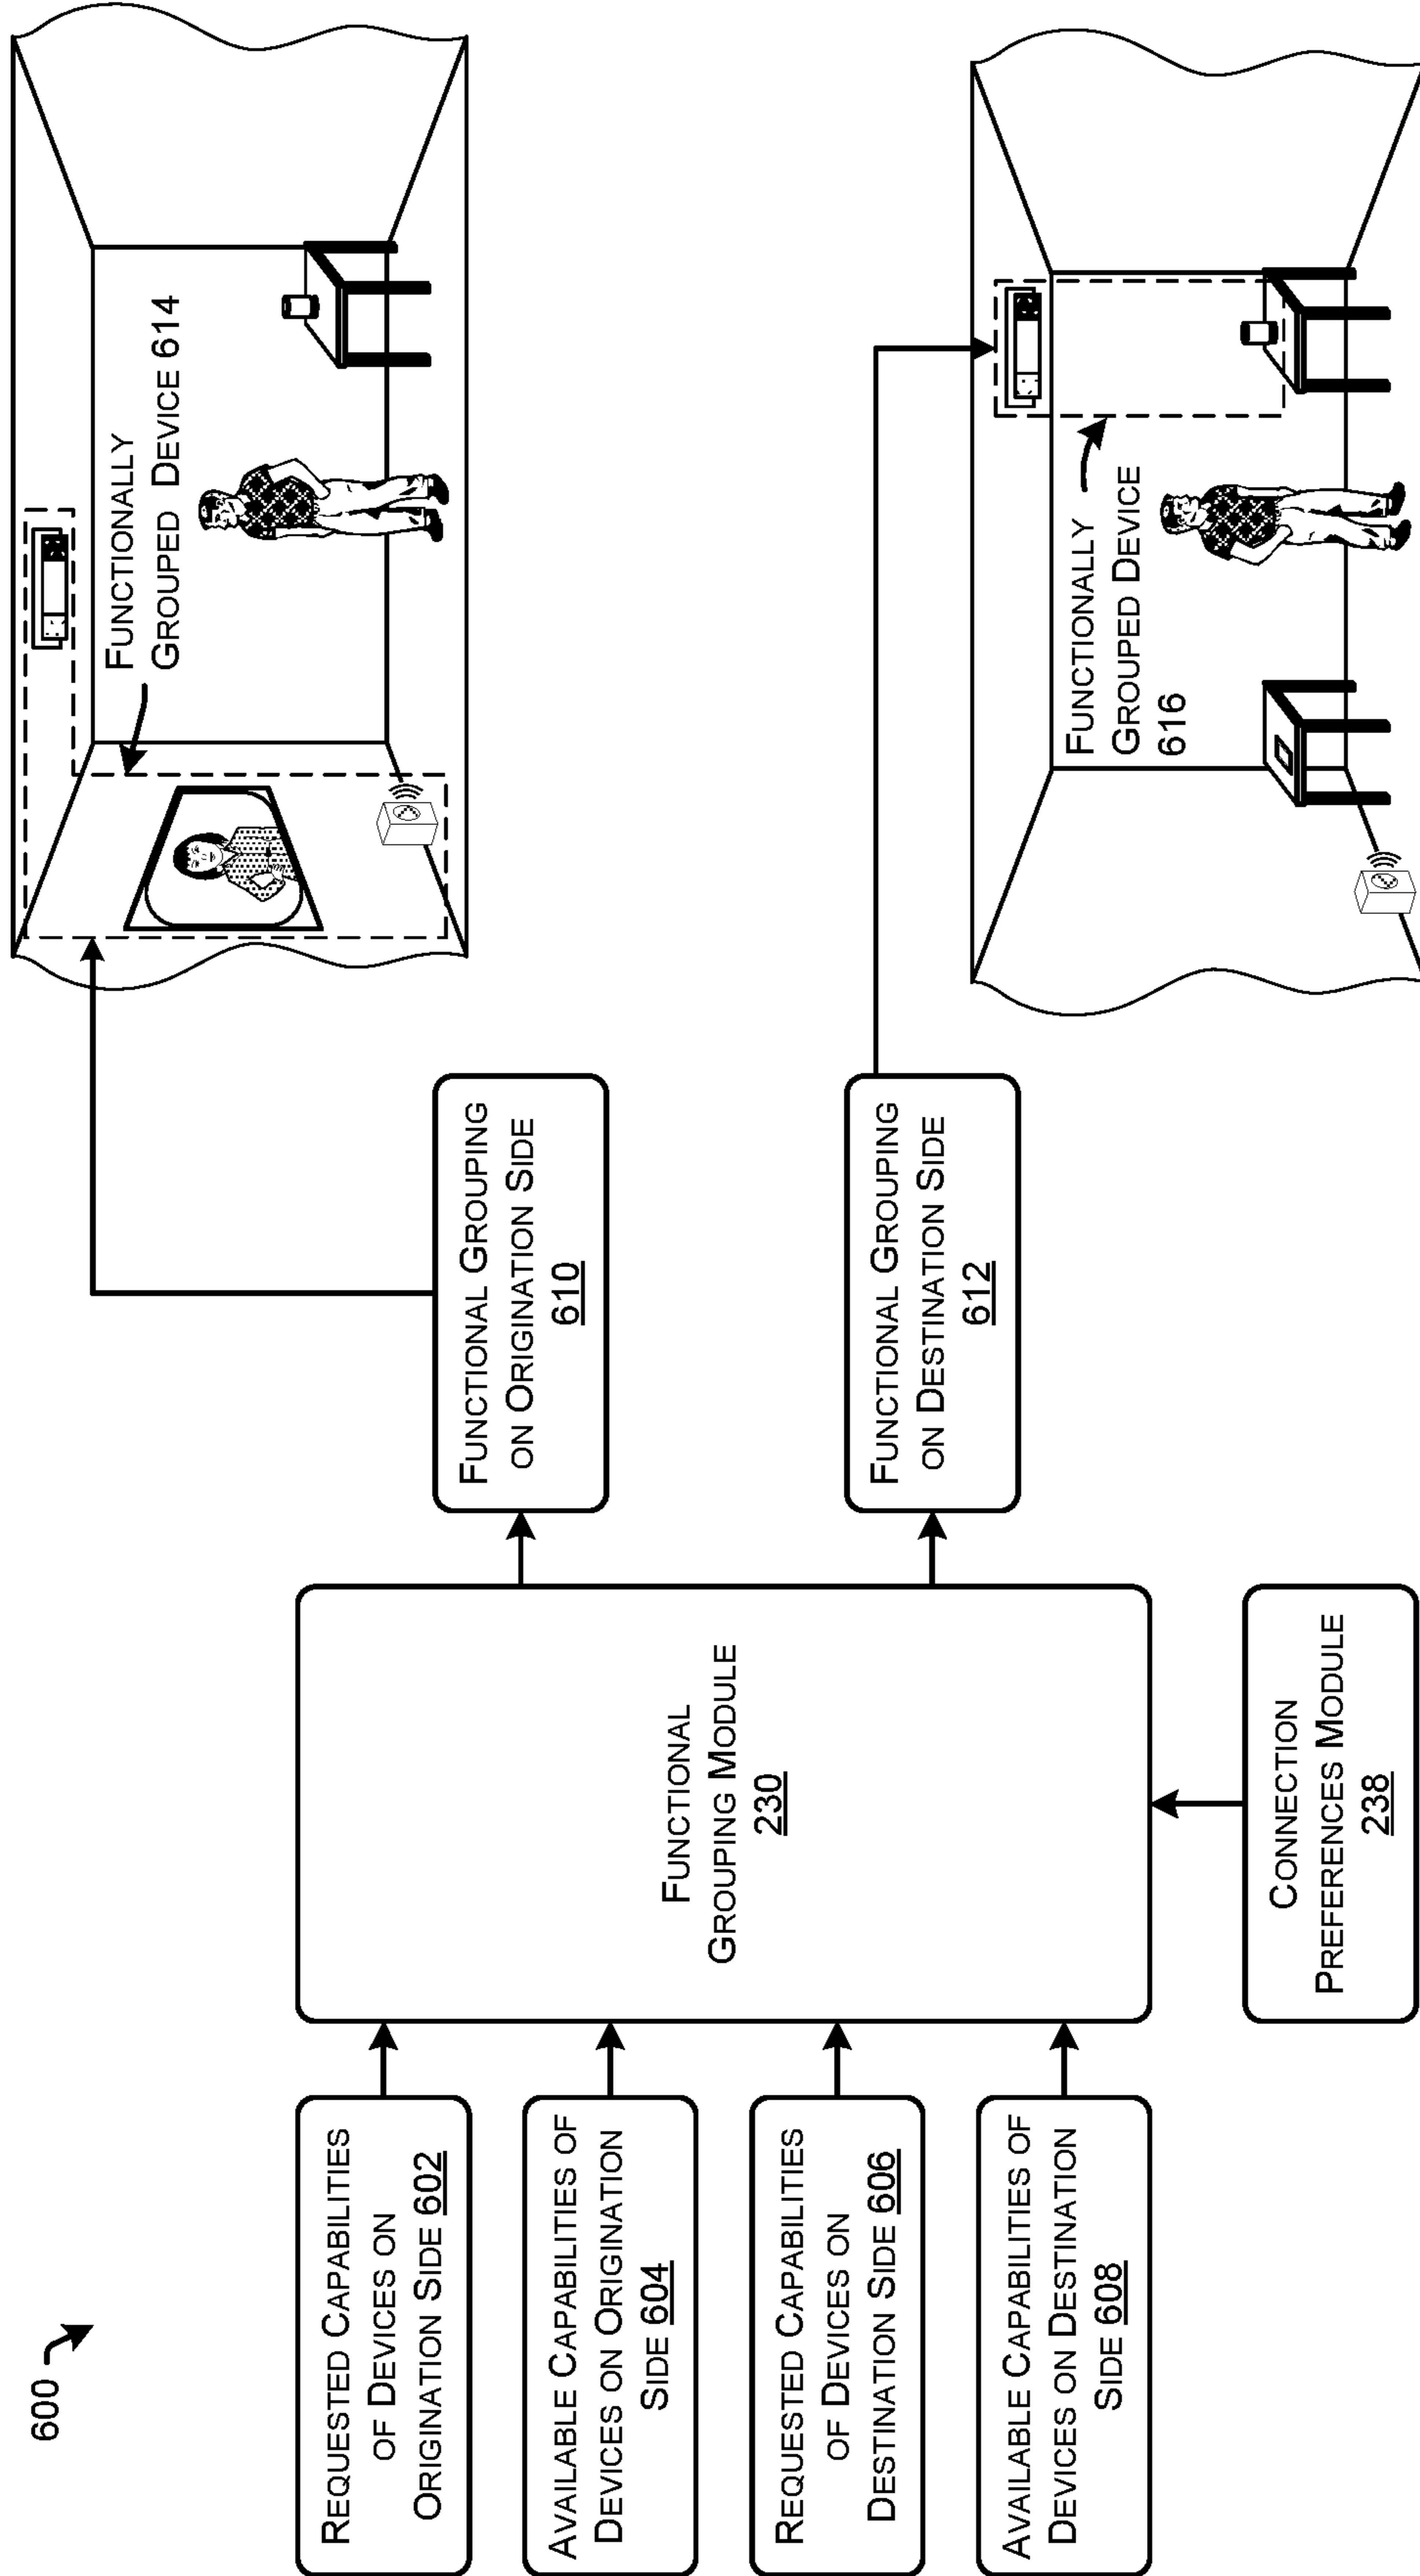 600
REQUESTED CAPABILITIES
OF DEVICES ON
ORIGINATION SIDE 602
AVAILABLE CAPABILITIES OF
DEVICES ON ORIGINATION
SIDE 604
REQUESTED CAPABILITIES
OF DEVICES ON
DESTINATION SIDE 606
AVAILABLE CAPABILITIES OF
DEVICES ON DESTINATION
SIDE 608
FUNCTIONAL
GROUPING MODULE
230
CONNECTION
PREFERENCES MODULE
238
FUNCTIONAL GROUPING
ON ORIGINATION SIDE
610
FUNCTIONAL GROUPING
ON DESTINATION SIDE
612
FUNCTIONALLY
GROUPED DEVICE 614
FUNCTIONALLY
GROUPED DEVICE
616